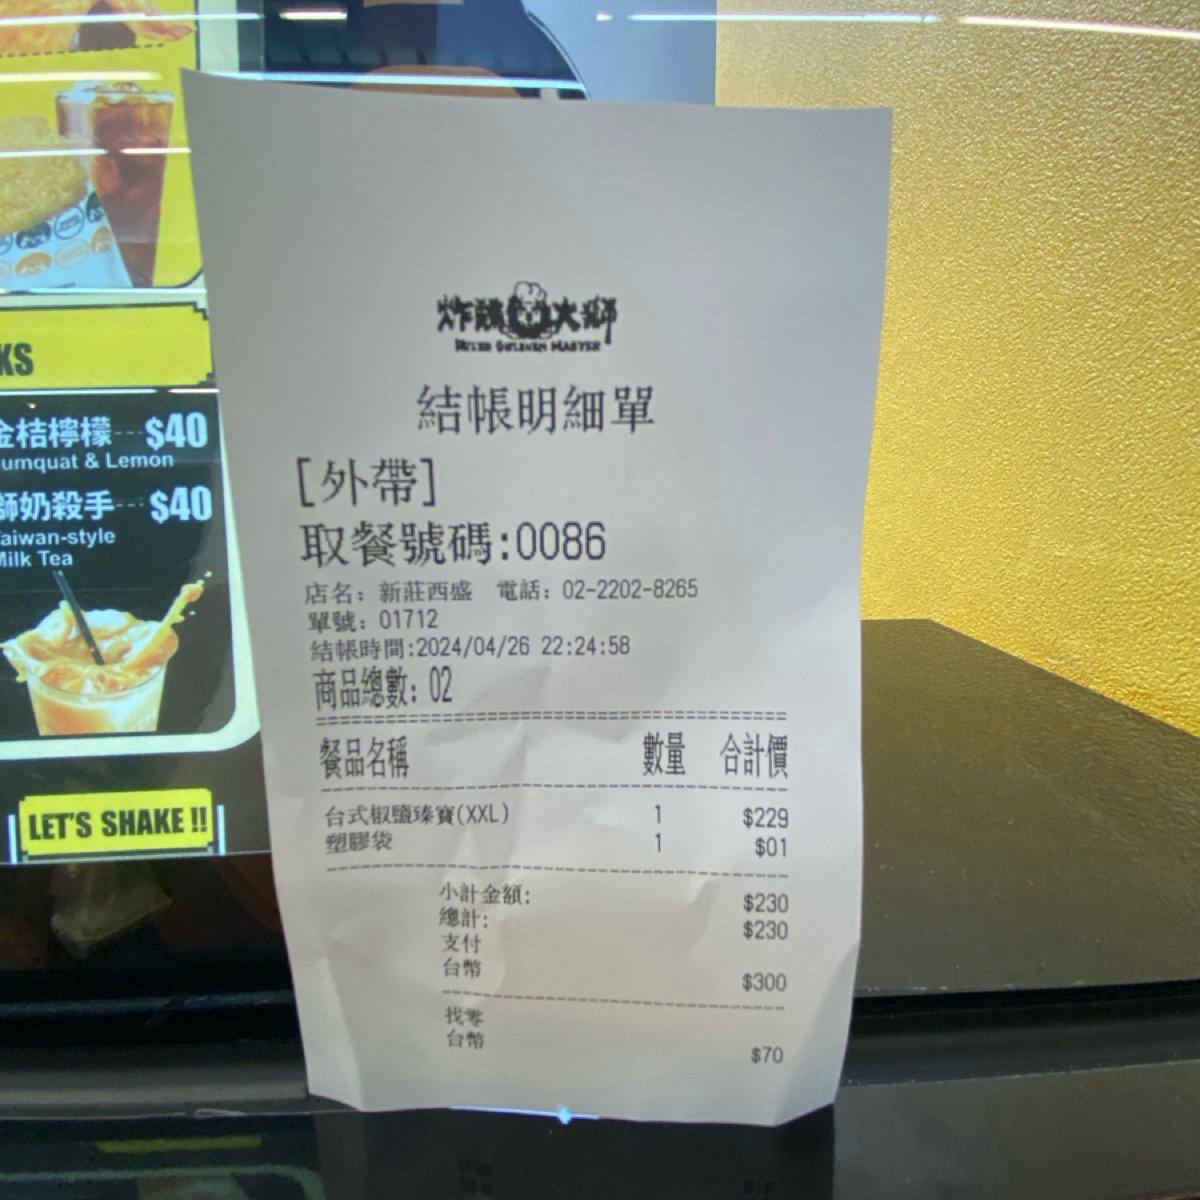 炸雞大獅
結帳明細單
[外帶]
取餐號碼:0086
店名: 新莊西盛 電話: 02-2202-8265
單號: 01712
結帳時間:2024/04/26 22:24:58
商品總數: 02
餐品名稱 數量 合計價
台式椒鹽臻寶(XXL) 1 $229
塑膠袋 1 $01
小計金額: $230
總計: $230
支付
台幣 $300
找零
台幣 $70
KS
金桔檸檬 $40
umquat & Lemon
獅奶殺手 $40
Taiwan-style
Milk Tea
LET'S SHAKE !!